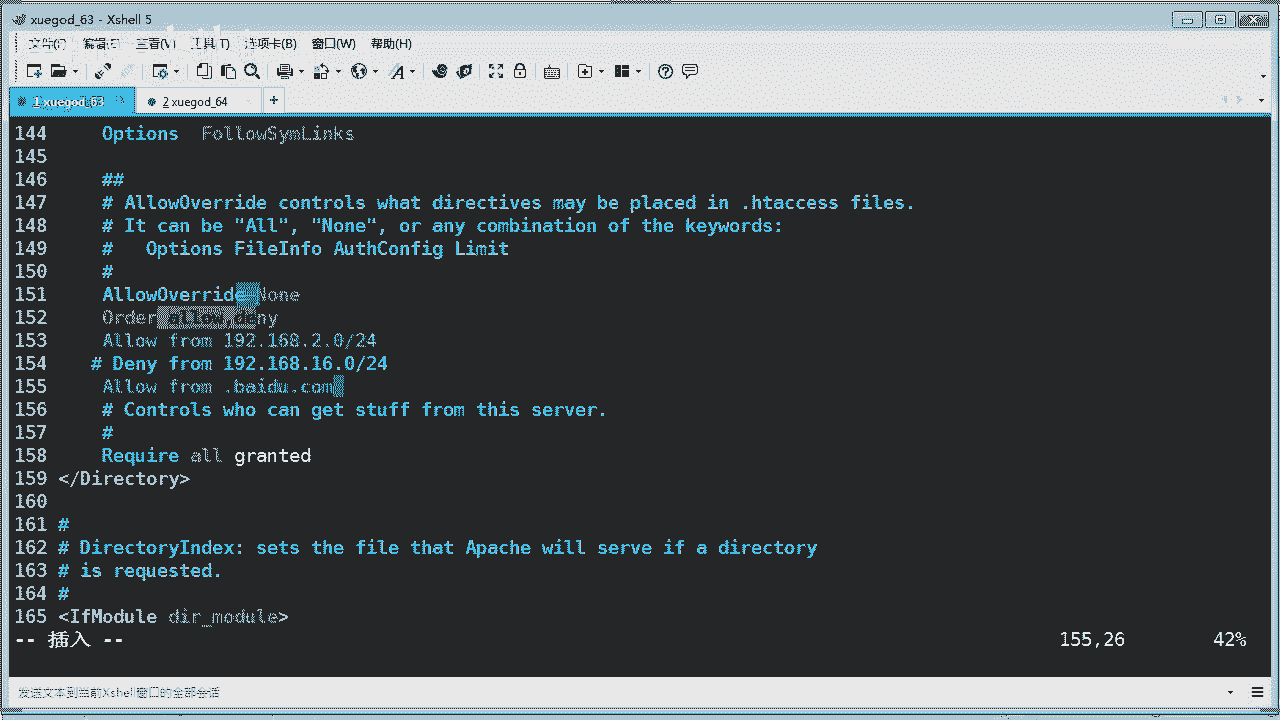 xuegod_63 - Xshell 5
查看(V) 工具(T) 选项卡(B) 窗口(W) 帮助(H)
1 xuegod_63 2 xuegod_64 +
144 Options FollowSymLinks
145
146 ##
147 # AllowOverride controls what directives may be placed in .htaccess files.
148 # It can be "All", "None", or any combination of the keywords:
149 # Options FileInfo AuthConfig Limit
150 #
151 AllowOverride None
152 Order allow,deny
153 Allow from 192.168.2.0/24
154 # Deny from 192.168.16.0/24
155 Allow from .baidu.com
156 # Controls who can get stuff from this server.
157 #
158 Require all granted
159 </Directory>
160
161 #
162 # DirectoryIndex: sets the file that Apache will serve if a directory
163 # is requested.
164 #
165 <IfModule dir_module>
-- 插入 -- 155,26 42%
发送文本到当前Xshell窗口的全部会话